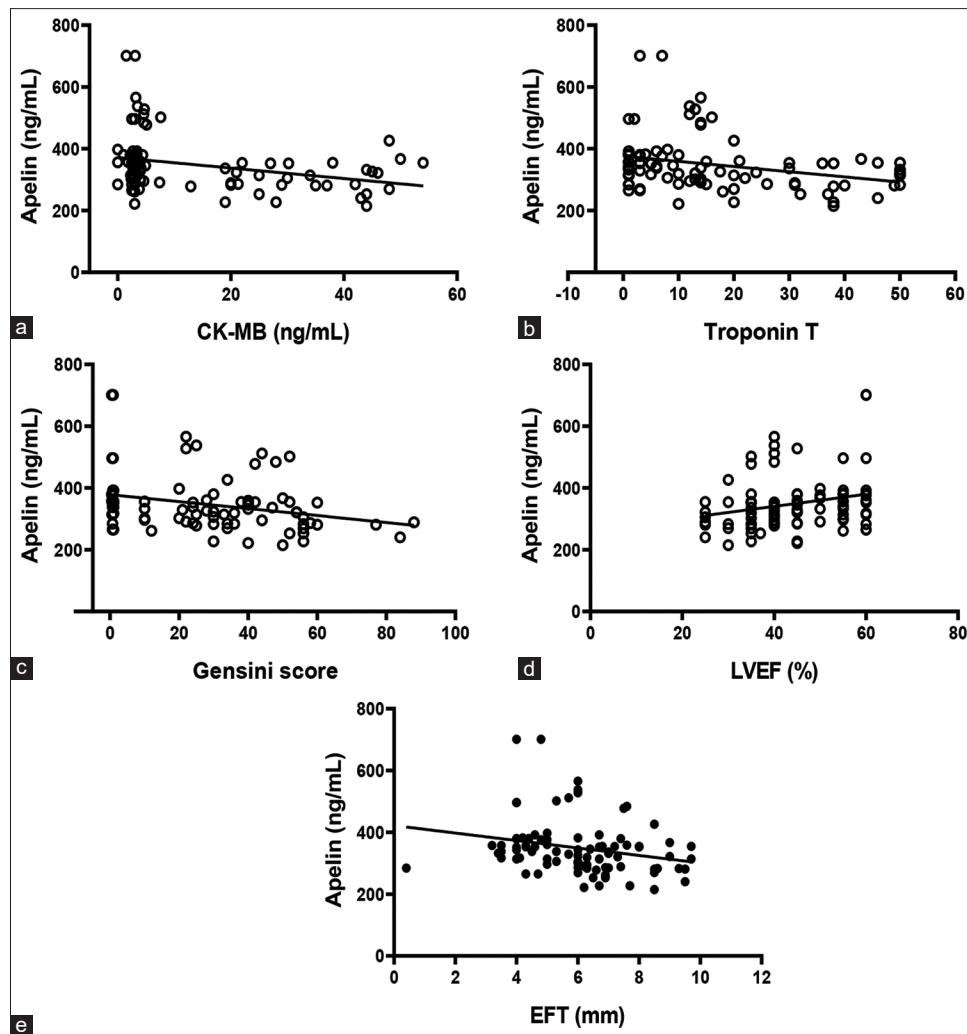 800
600
400
200
0
Apelin (ng/mL)
0 20 40 60
CK-MB (ng/mL)
a
800
600
400
200
0
Apelin (ng/mL)
-10 0 10 20 30 40 50 60
Troponin T
b
800
600
400
200
Apelin (ng/mL)
0 20 40 60 80 100
Gensini score
c
800
600
400
200
0
Apelin (ng/mL)
0 20 40 60 80
LVEF (%)
d
800
600
400
200
0
Apelin (ng/mL)
0 2 4 6 8 10 12
EFT (mm)
e